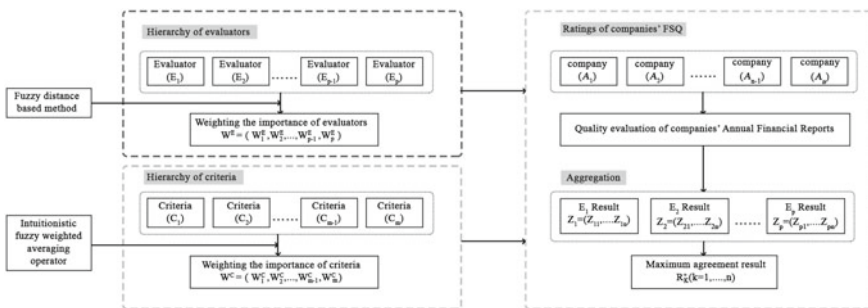 Hierarchy of evaluators
Evaluator Evaluator ...... Evaluator Evaluator
(E₁) (E₂) (Eₚ₋₁) (Eₚ)
Fuzzy distance
based method
Weighting the importance of evaluators
Wᴱ = ( W₁ᴱ, W₂ᴱ,..., Wₚ₋₁ᴱ, Wₚᴱ )
Hierarchy of criteria
Criteria Criteria ...... Criteria Criteria
(C₁) (C₂) (Cₘ₋₁) (Cₘ)
Intuitionistic
fuzzy weighted
averaging
operator
Weighting the importance of criteria
Wᶜ = ( W₁ᶜ, W₂ᶜ,..., Wₘ₋₁ᶜ, Wₘᶜ)
Ratings of companies' FSQ
company company ...... company company
(A₁) (A₂) (Aₙ₋₁) (Aₙ)
Quality evaluation of companies' Annual Financial Reports
Aggregation
E₁ Result E₂ Result ...... Eₚ Result
Z₁=(Z₁₁,....Z₁ₙ) Z₂=(Z₂₁,....Z₂ₙ) Zₚ=(Zₚ₁,....Zₚₙ)
Maximum agreement result
(k=1,....,n)